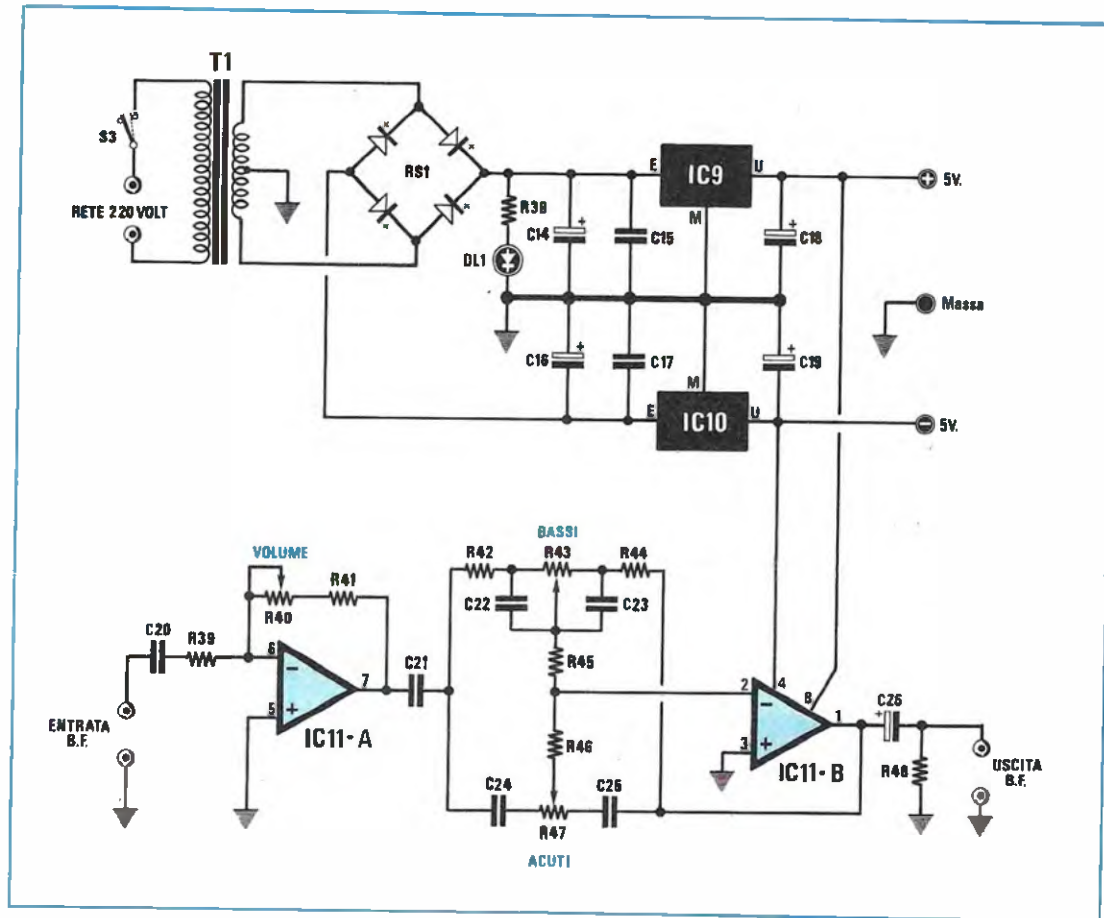 T1
S3
RETE 220 VOLT
RS1
R38
DL1
C14
+
C15
E
IC9
U
M
C18
+
+
5V.
Massa
C16
+
C17
M
E
IC10
U
C19
+
−
5V.
VOLUME
R40
R41
C20
R39
6
−
5
+
7
IC11-A
ENTRATA
B.F.
C21
BASSI
R42
R43
R44
C22
C23
R45
R46
C24
R47
C25
ACUTI
2
−
3
+
4
8
1
IC11-B
+
C26
R48
USCITA
B.F.